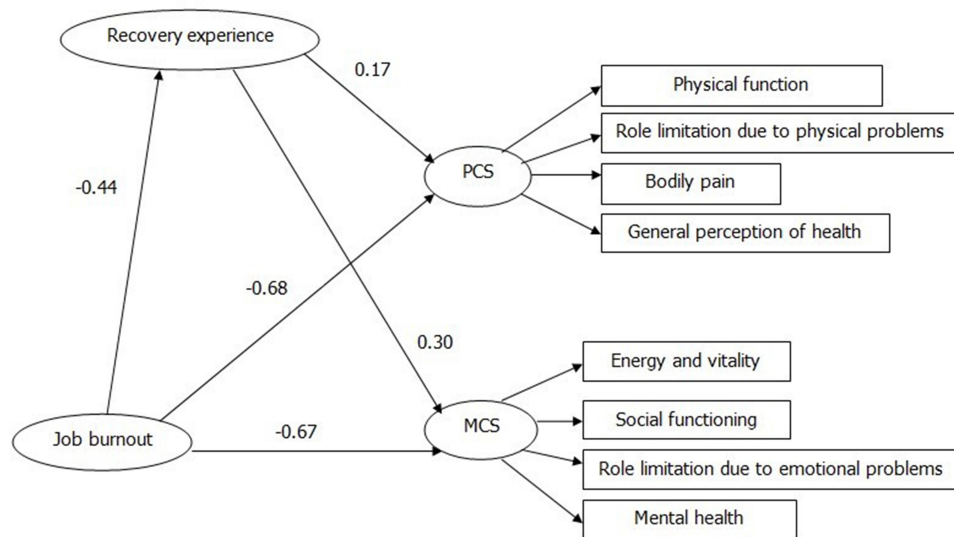 Recovery experience
0.17
Physical function
Role limitation due to physical problems
PCS
Bodily pain
-0.44
General perception of health
-0.68
0.30
Energy and vitality
Social functioning
Job burnout
-0.67
MCS
Role limitation due to emotional problems
Mental health